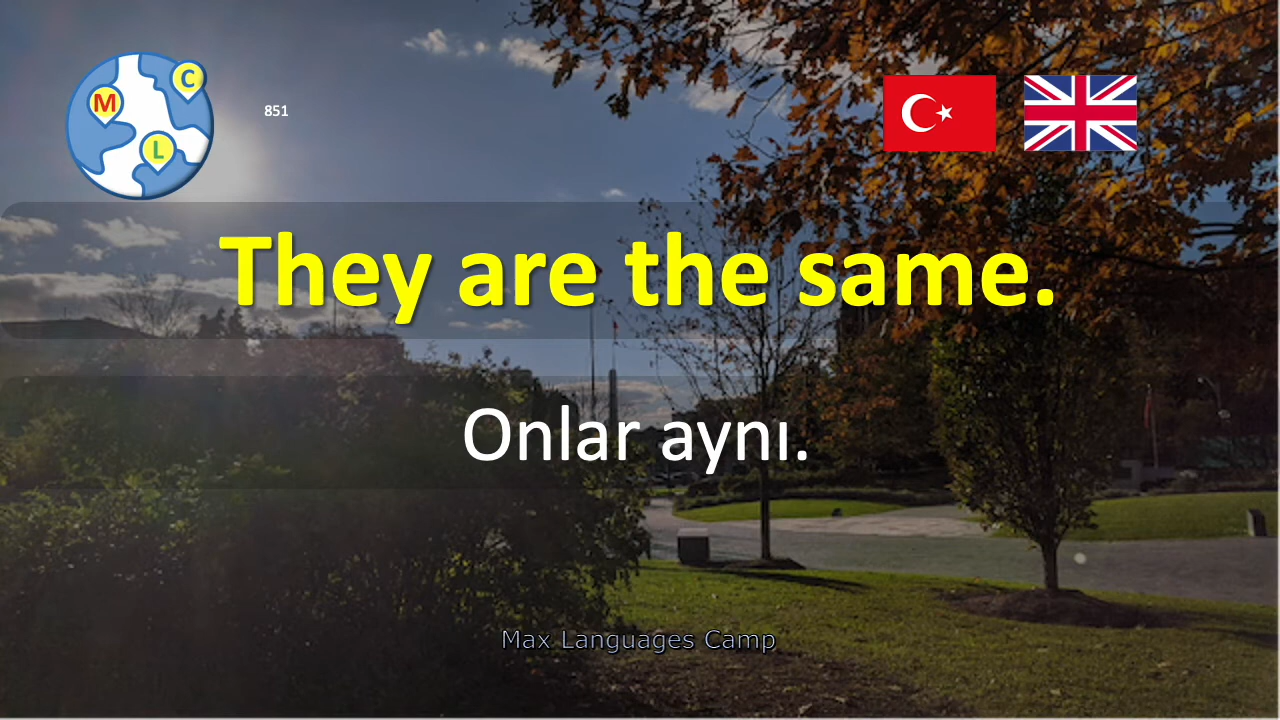 C
M
L
851
They are the same.
Onlar aynı.
Max Languages Camp